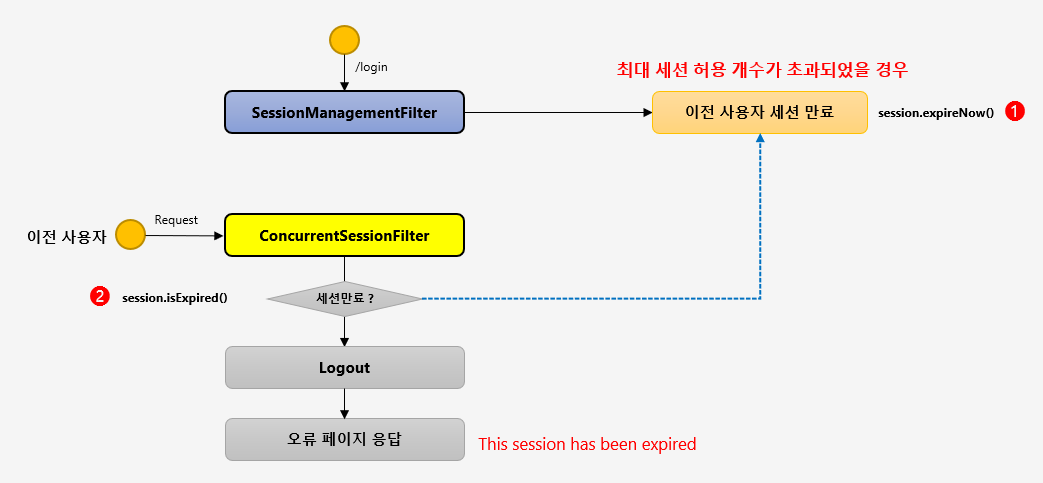 /login
최대 세션 허용 개수가 초과되었을 경우
SessionManagementFilter
이전 사용자 세션 만료
session.expireNow()
1
이전 사용자
Request
ConcurrentSessionFilter
2
session.isExpired()
세션만료 ?
Logout
오류 페이지 응답
This session has been expired